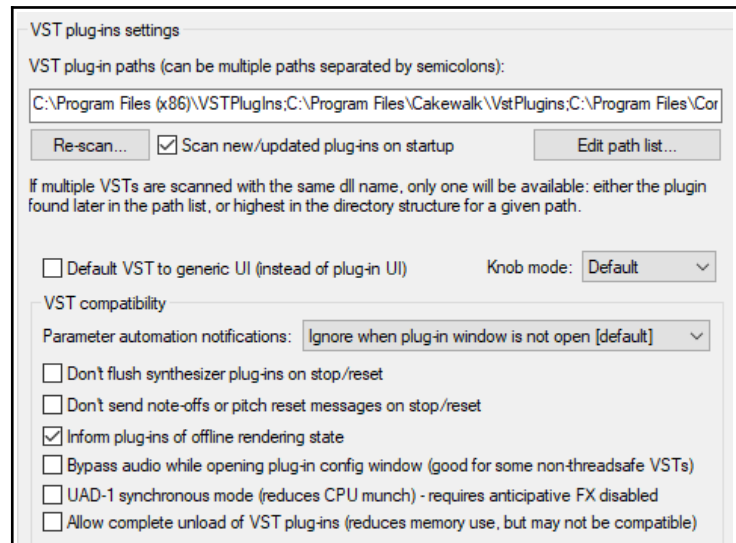 VST plug-ins settings
VST plug-in paths (can be multiple paths separated by semicolons):
C:\Program Files (x86)\VSTPlugIns;C:\Program Files\Cakewalk\VstPlugins;C:\Program Files\Cor
Re-scan... Scan new/updated plug-ins on startup Edit path list...
If multiple VSTs are scanned with the same dll name, only one will be available: either the plugin
found later in the path list, or highest in the directory structure for a given path.
Default VST to generic UI (instead of plug-in UI) Knob mode: Default
VST compatibility
Parameter automation notifications: Ignore when plug-in window is not open [default]
Don't flush synthesizer plug-ins on stop/reset
Don't send note-offs or pitch reset messages on stop/reset
Inform plug-ins of offline rendering state
Bypass audio while opening plug-in config window (good for some non-threadsafe VSTs)
UAD-1 synchronous mode (reduces CPU munch) - requires anticipative FX disabled
Allow complete unload of VST plug-ins (reduces memory use, but may not be compatible)